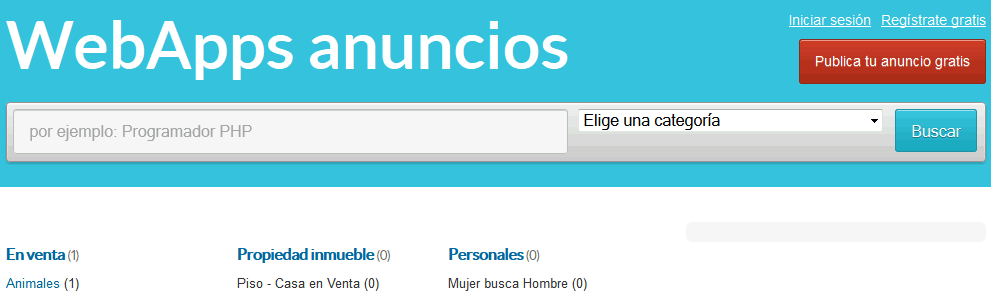 WebApps anuncios
Iniciar sesión Regístrate gratis
Publica tu anuncio gratis
por ejemplo: Programador PHP
Elige una categoría
Buscar
En venta (1)
Propiedad inmueble (0)
Personales (0)
Animales (1)
Piso - Casa en Venta (0)
Mujer busca Hombre (0)